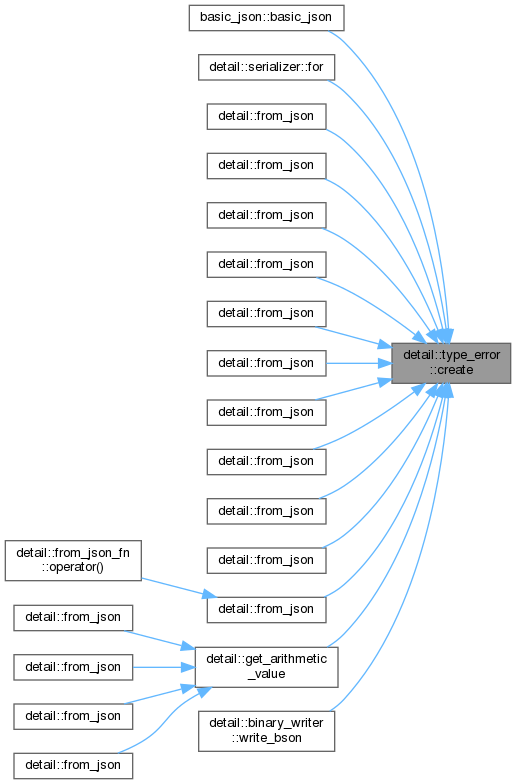 basic_json::basic_json
detail::serializer::for
detail::from_json
detail::from_json
detail::from_json
detail::from_json
detail::from_json
detail::type_error
::create
detail::from_json
detail::from_json
detail::from_json
detail::from_json
detail::from_json
detail::from_json_fn
::operator()
detail::from_json
detail::from_json
detail::get_arithmetic
_value
detail::from_json
detail::from_json
detail::binary_writer
::write_bson
detail::from_json